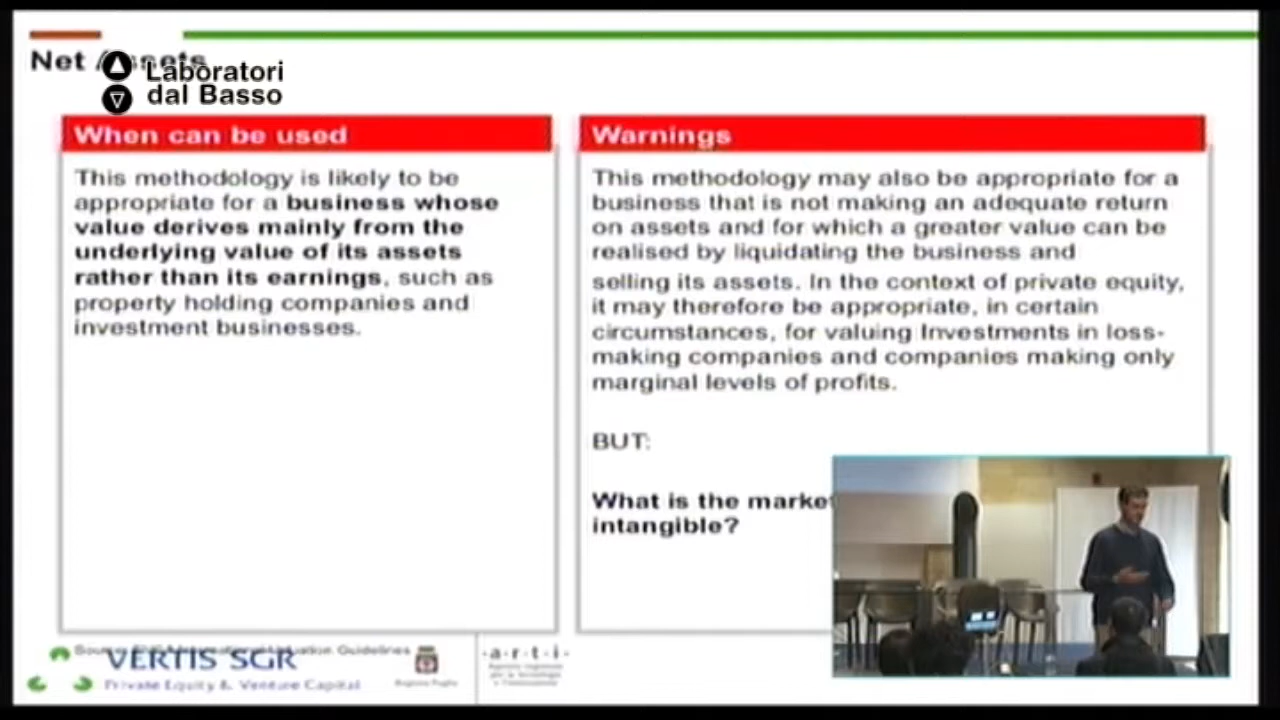 Net Assets
Laboratori
dal Basso
When can be used
This methodology is likely to be
appropriate for a business whose
value derives mainly from the
underlying value of its assets
rather than its earnings, such as
property holding companies and
investment businesses.
Warnings
This methodology may also be appropriate for a
business that is not making an adequate return
on assets and for which a greater value can be
realised by liquidating the business and
selling its assets. In the context of private equity,
it may therefore be appropriate, in certain
circumstances, for valuing Investments in loss-
making companies and companies making only
marginal levels of profits.
BUT:
What is the market
intangible?
Guidelines
VERTIS SGR
Private Equity & Venture Capital
Regione Puglia
a·r·t·i